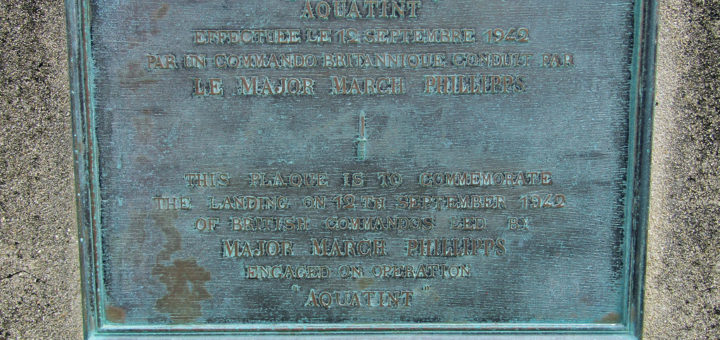 AQUATINT"
EFFECTUEE LE 12 SEPTEMBRE 1942
PAR UN COMMANDO BRITANNIQUE CONDUIT PAR
LE MAJOR MARCH PHILLIPPS
THIS PLAQUE IS TO COMMEMORATE
THE LANDING ON 12TH SEPTEMBER 1942
OF BRITISH COMMANDOS LED BY
MAJOR MARCH PHILLIPPS
ENGAGED ON OPERATION
"AQUATINT"